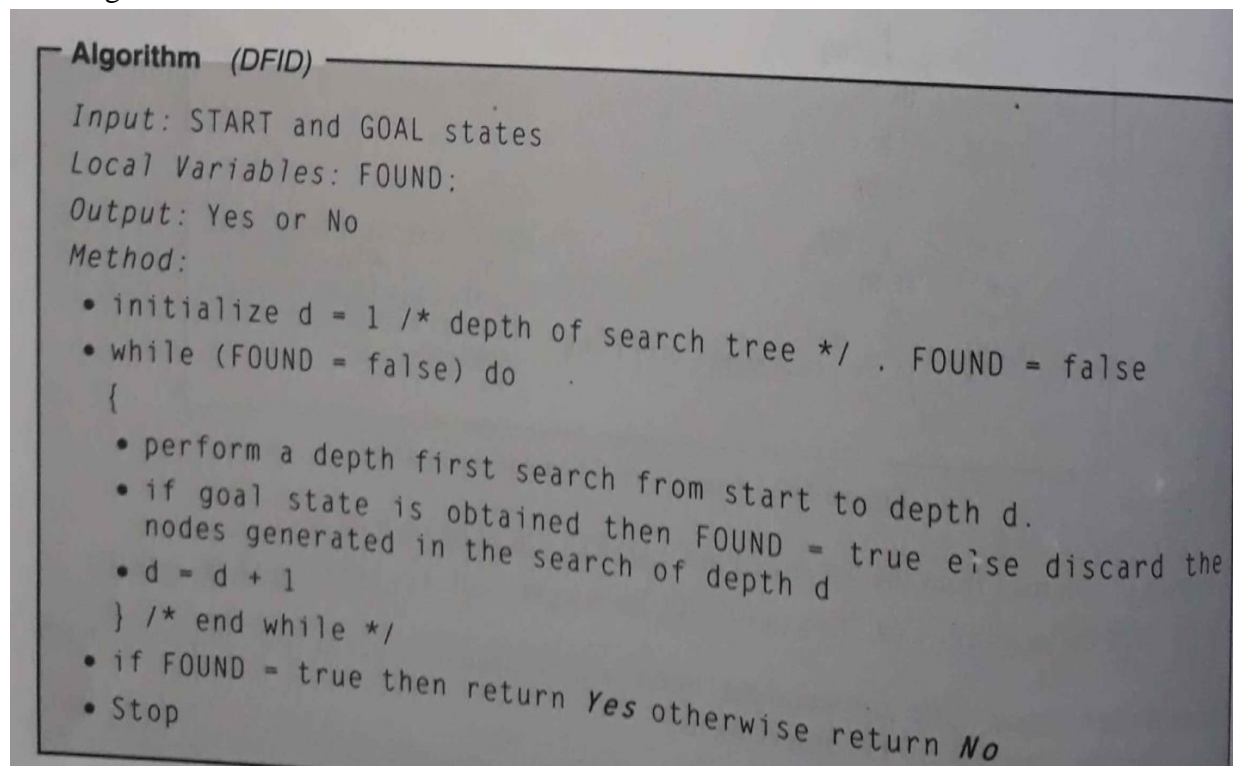 Algorithm (DFID)
Input: START and GOAL states
Local Variables: FOUND;
Output: Yes or No
Method:
• initialize d = 1 /* depth of search tree */ . FOUND = false
• while (FOUND = false) do
{
• perform a depth first search from start to depth d.
• if goal state is obtained then FOUND = true else discard the
nodes generated in the search of depth d
• d = d + 1
} /* end while */
• if FOUND = true then return Yes otherwise return No
• Stop